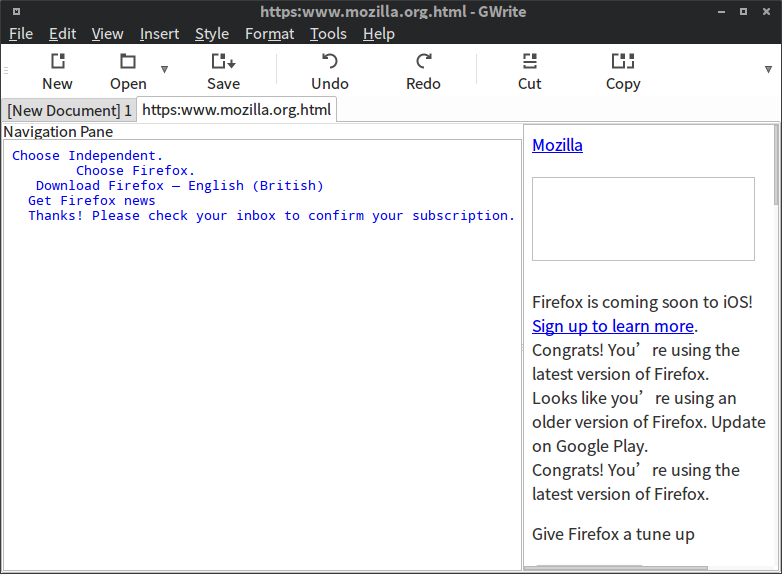 https:www.mozilla.org.html - GWrite
File Edit View Insert Style Format Tools Help
New Open Save Undo Redo Cut Copy
[New Document] 1 https:www.mozilla.org.html
Navigation Pane
Choose Independent.
Choose Firefox.
Download Firefox — English (British)
Get Firefox news
Thanks! Please check your inbox to confirm your subscription.
Mozilla
Firefox is coming soon to iOS!
Sign up to learn more.
Congrats! You’re using the
latest version of Firefox.
Looks like you’re using an
older version of Firefox. Update
on Google Play.
Congrats! You’re using the
latest version of Firefox.
Give Firefox a tune up